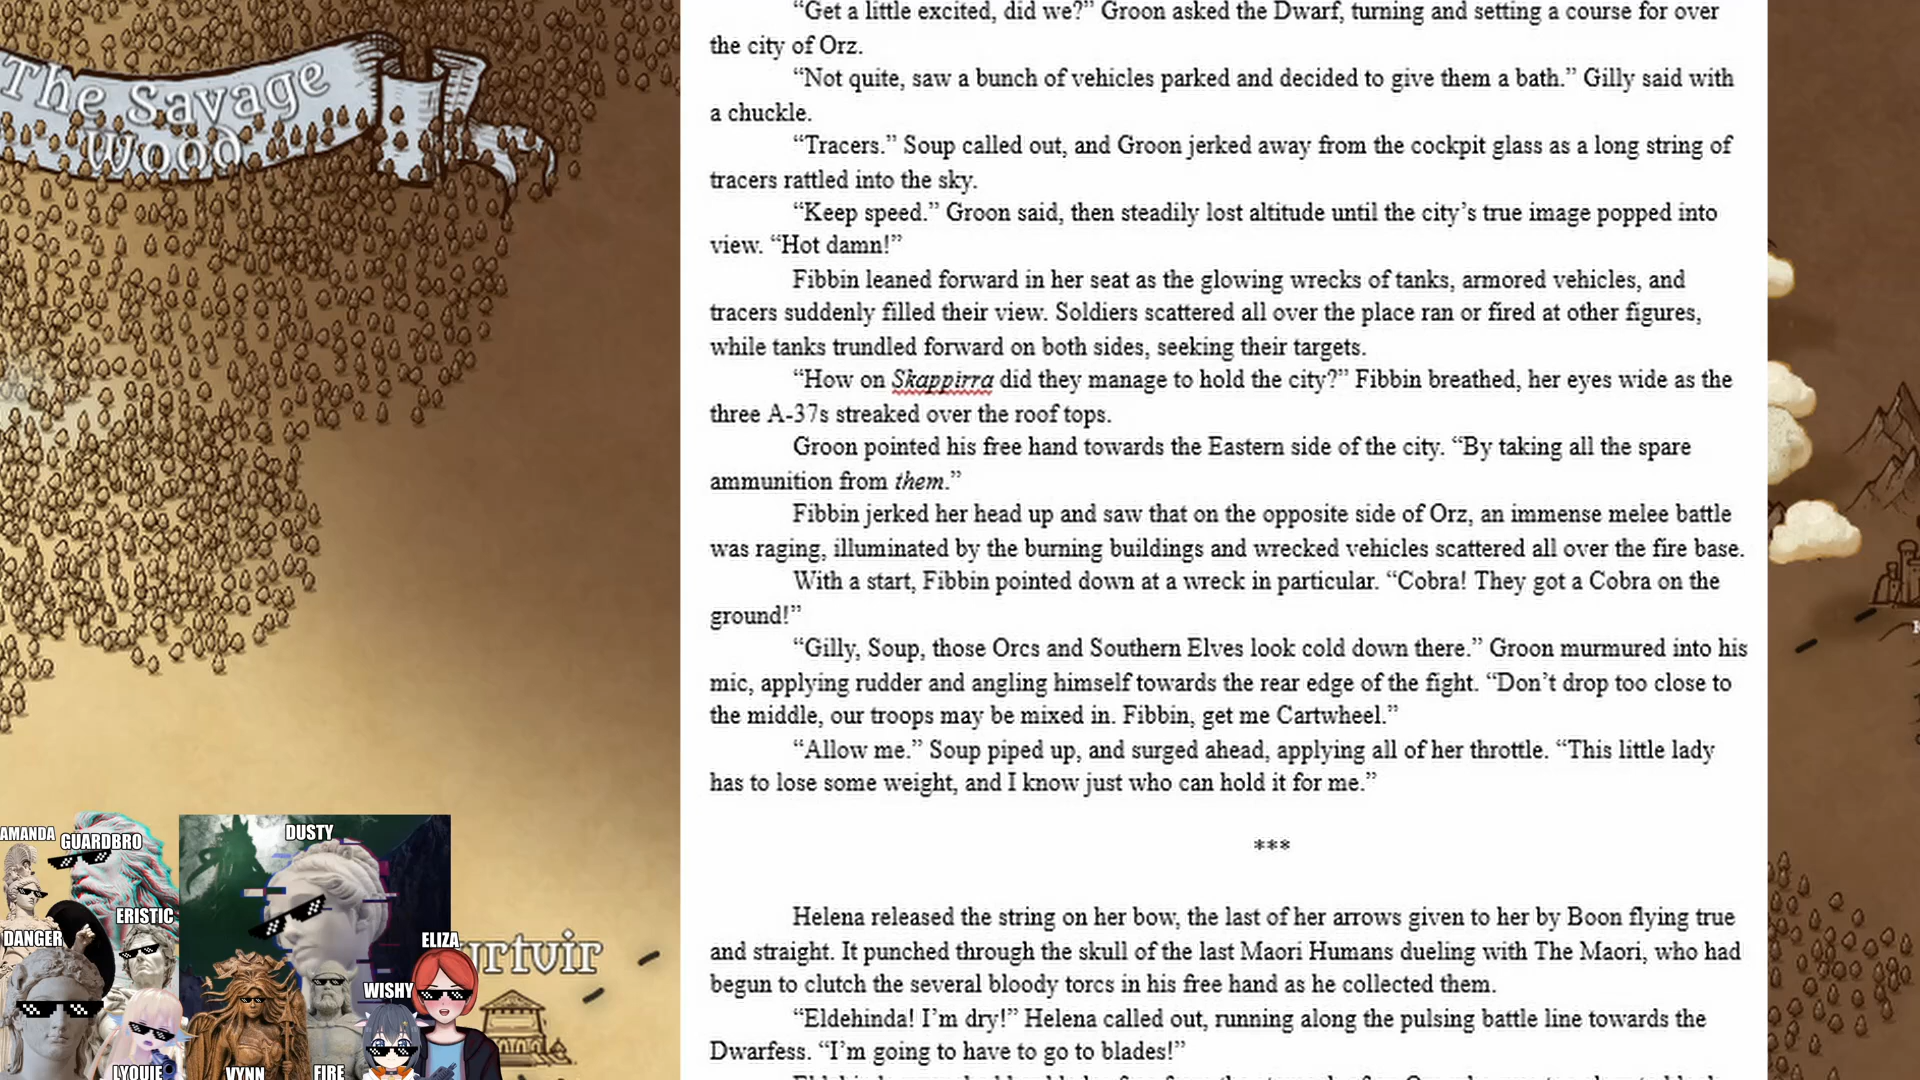 The Savage
Wood
“Get a little excited, did we?” Groon asked the Dwarf, turning and setting a course for over
the city of Orz.
“Not quite, saw a bunch of vehicles parked and decided to give them a bath.” Gilly said with
a chuckle.
“Tracers.” Soup called out, and Groon jerked away from the cockpit glass as a long string of
tracers rattled into the sky.
“Keep speed.” Groon said, then steadily lost altitude until the city’s true image popped into
view. “Hot damn!”
Fibbin leaned forward in her seat as the glowing wrecks of tanks, armored vehicles, and
tracers suddenly filled their view. Soldiers scattered all over the place ran or fired at other figures,
while tanks trundled forward on both sides, seeking their targets.
“How on Skappirra did they manage to hold the city?” Fibbin breathed, her eyes wide as the
three A-37s streaked over the roof tops.
Groon pointed his free hand towards the Eastern side of the city. “By taking all the spare
ammunition from them.”
Fibbin jerked her head up and saw that on the opposite side of Orz, an immense melee battle
was raging, illuminated by the burning buildings and wrecked vehicles scattered all over the fire base.
With a start, Fibbin pointed down at a wreck in particular. “Cobra! They got a Cobra on the
ground!”
“Gilly, Soup, those Orcs and Southern Elves look cold down there.” Groon murmured into his
mic, applying rudder and angling himself towards the rear edge of the fight. “Don’t drop too close to
the middle, our troops may be mixed in. Fibbin, get me Cartwheel.”
“Allow me.” Soup piped up, and surged ahead, applying all of her throttle. “This little lady
has to lose some weight, and I know just who can hold it for me.”
***
Helena released the string on her bow, the last of her arrows given to her by Boon flying true
and straight. It punched through the skull of the last Maori Humans dueling with The Maori, who had
begun to clutch the several bloody torcs in his free hand as he collected them.
“Eldehinda! I’m dry!” Helena called out, running along the pulsing battle line towards the
Dwarfess. “I’m going to have to go to blades!”
AMANDA
GUARDBRO
DUSTY
ERISTIC
DANGER
ELIZA
WISHY
LYQUIE
VYNN
FIRE